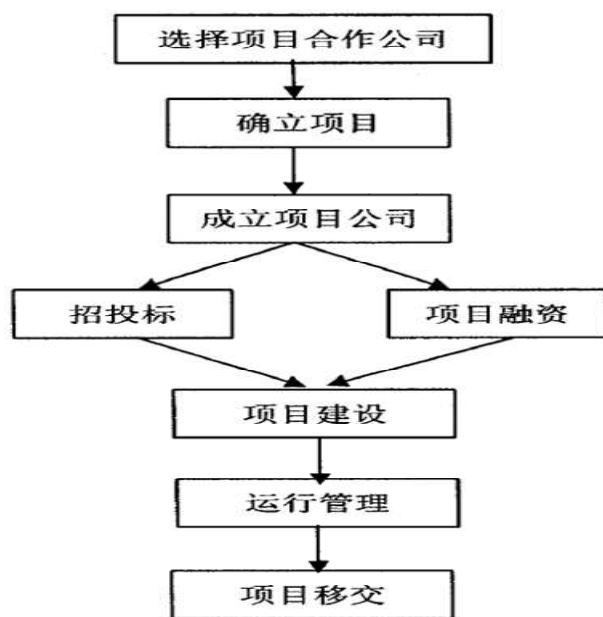 选择项目合作公司
确立项目
成立项目公司
招投标
项目融资
项目建设
运行管理
项目移交